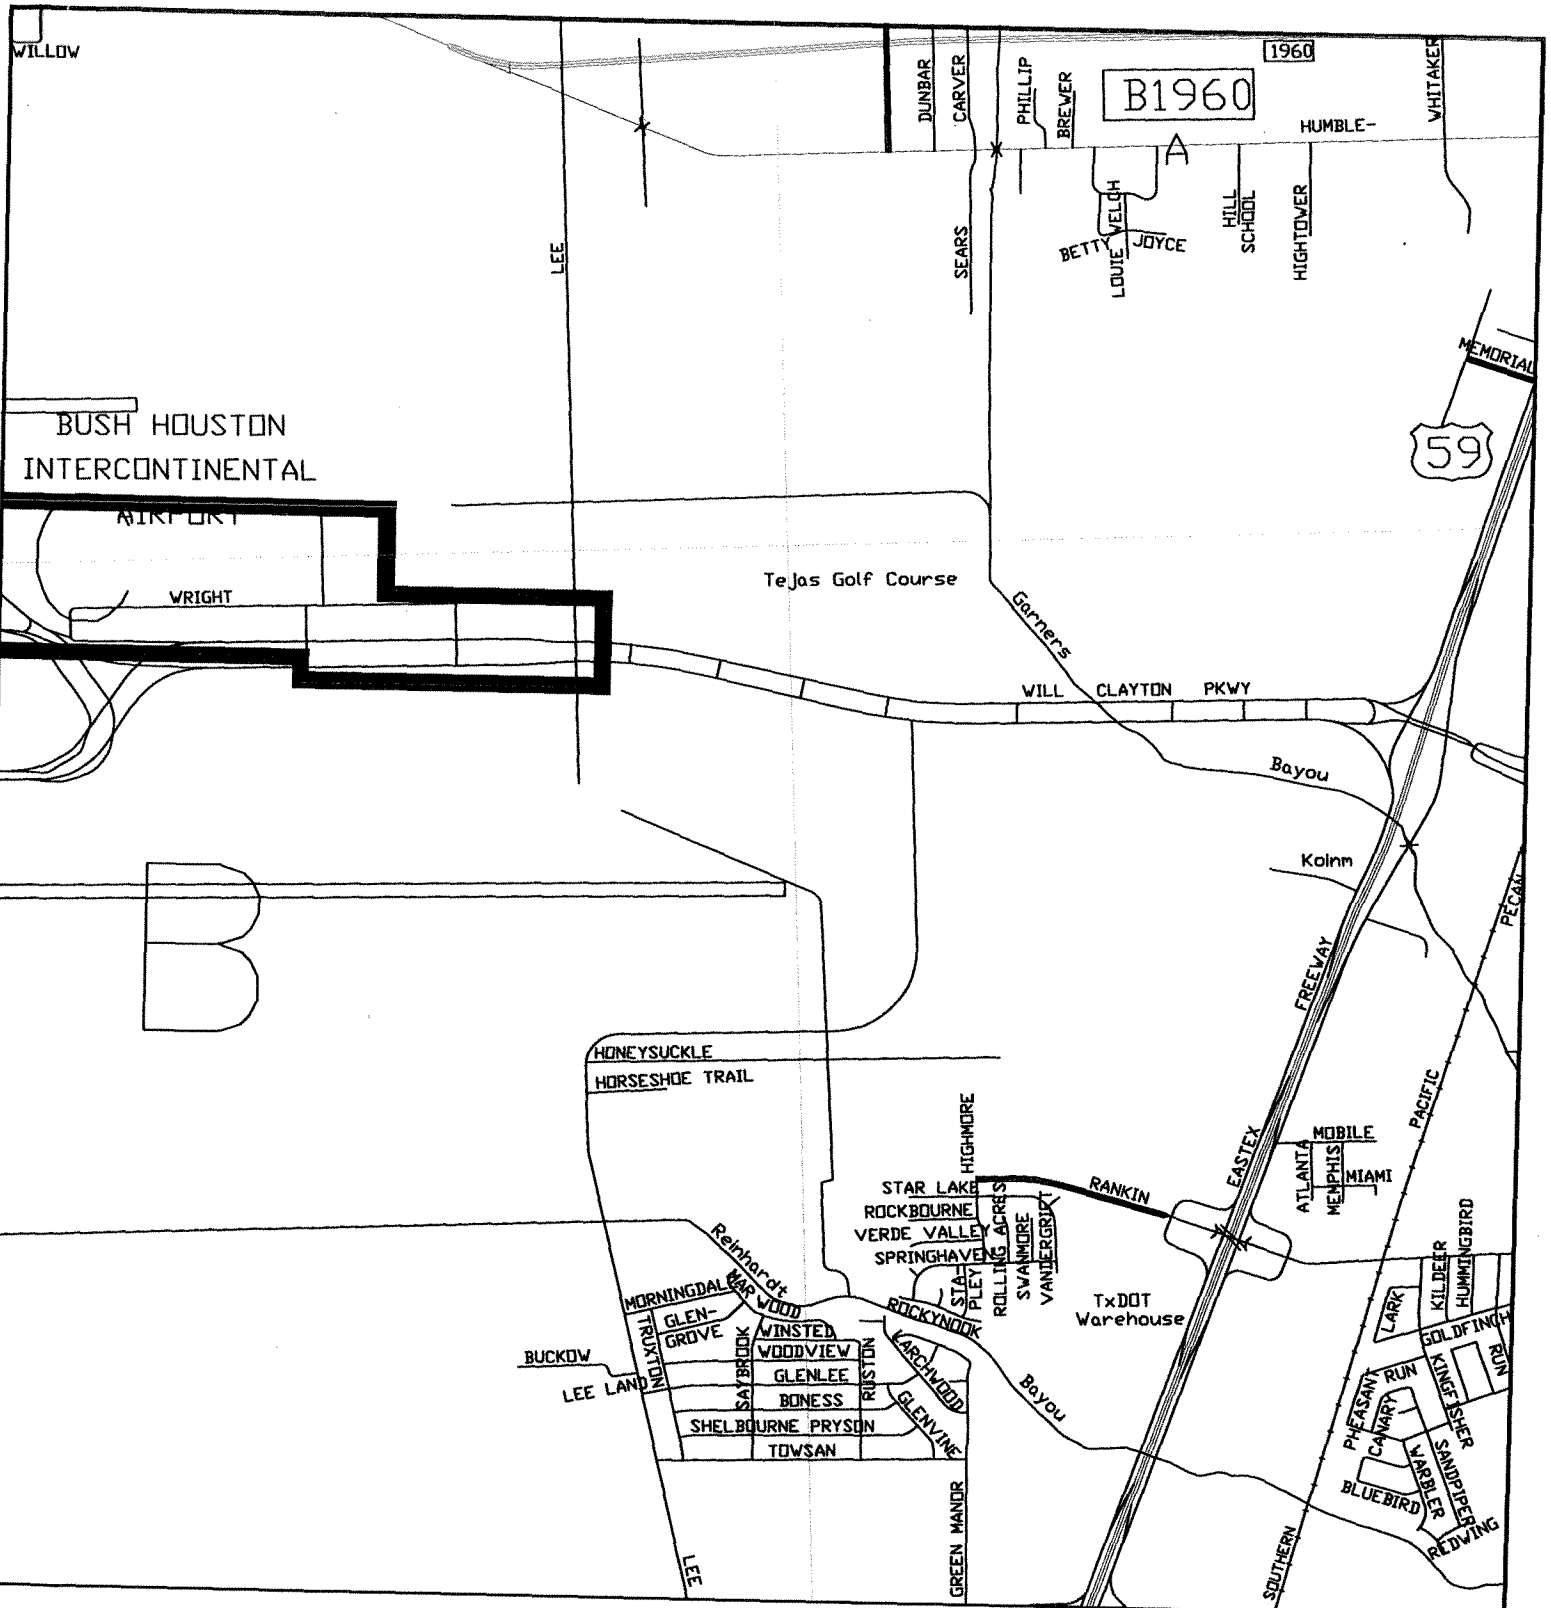 WILLOW
1960
DUNBAR
CARVER
PHILLIP
BREWER
B1960
WHITAKER
HUMBLE-
A
LEE
SEARS
BETTY
LOUIE WELCH
JOYCE
HILL
SCHOOL
HIGHTOWER
MEMORIAL
59
BUSH HOUSTON
INTERCONTINENTAL
AIRPORT
WRIGHT
Tejas Golf Course
Garners
WILL CLAYTON PKWY
Bayou
Kolnm
PECAN
FREEWAY
HONEYSUCKLE
HORSESHOE TRAIL
HIGHMORE
EASTEX
PACIFIC
MOBILE
ATLANTA
MEMPHIS
MIAMI
STAR LAKE
RANKIN
ROCKBOURNE
VERDE VALLEY
SPRINGHAVEN
STA-
PLEY
ROLLING ACRES
SWANMORE
VANDERGRIFT
KILDEER
HUMMINGBIRD
Reinhardt
MORNINGDALE
MARWOOD
GLEN-
GROVE
TRUXTON
ROCKYNOOK
TxDOT
Warehouse
LARK
GOLDFINCH
WINSTED
WOODVIEW
SAYBROOK
RUSTON
LARCHWOOD
BUCKOW
LEE LAND
GLENLEE
BONESS
GLENVINE
SHELBOURNE PRYSON
TOWSAN
Bayou
PHEASANT
RUN
KINGFISHER
RUN
CANARY
WARBLER
SANDPIPER
BLUEBIRD
REDWING
LEE
GREEN MANOR
SOUTHERN